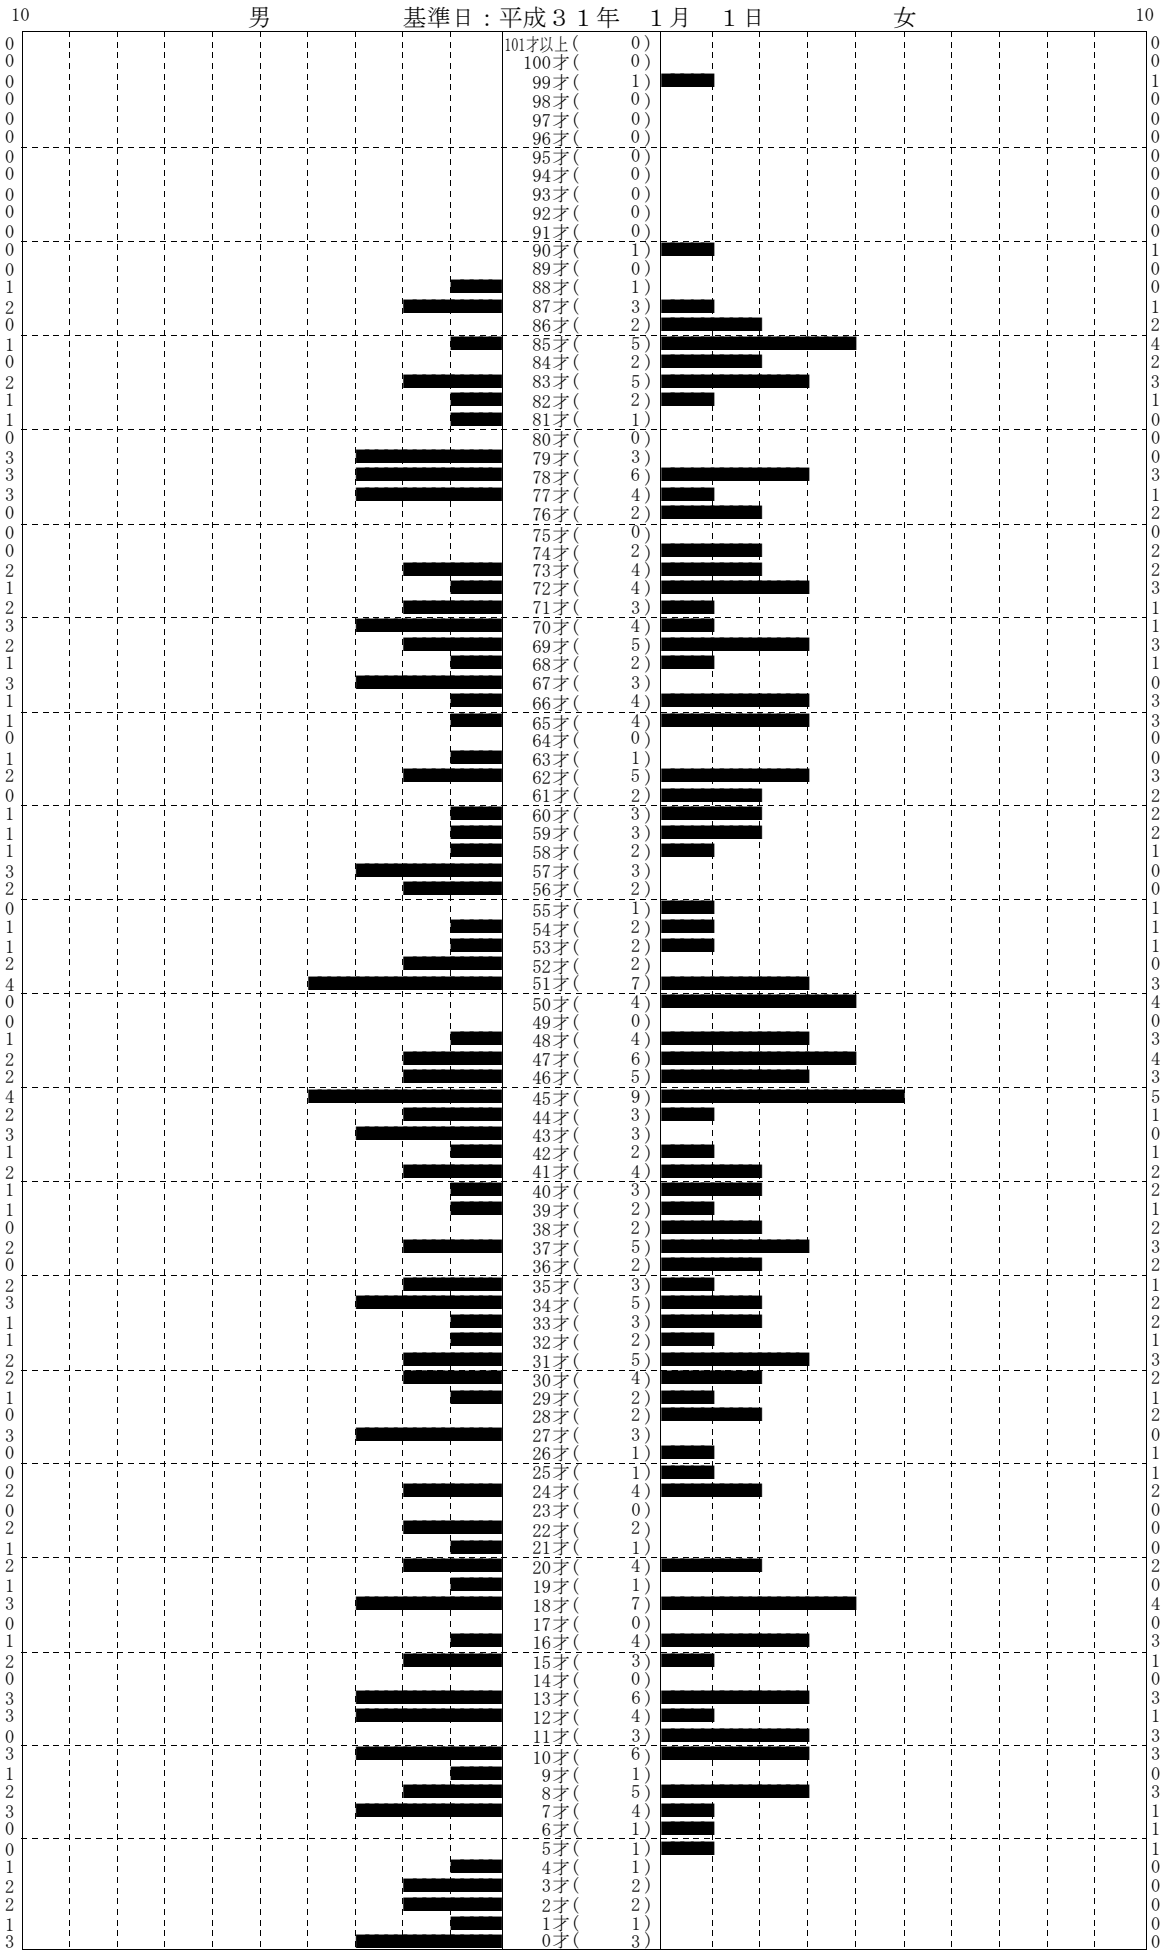 10 男 基準日：平成３１年　１月　１日 女 10
0 101才以上( 0) 0
0 100才( 0) 0
0 99才( 1) 1
0 98才( 0) 0
0 97才( 0) 0
0 96才( 0) 0
0 95才( 0) 0
0 94才( 0) 0
0 93才( 0) 0
0 92才( 0) 0
0 91才( 0) 0
0 90才( 1) 1
0 89才( 0) 0
1 88才( 1) 0
2 87才( 3) 1
0 86才( 2) 2
1 85才( 5) 4
0 84才( 2) 2
2 83才( 5) 3
1 82才( 2) 1
1 81才( 1) 0
0 80才( 0) 0
3 79才( 3) 0
3 78才( 6) 3
3 77才( 4) 1
0 76才( 2) 2
0 75才( 0) 0
0 74才( 2) 2
2 73才( 4) 2
1 72才( 4) 3
2 71才( 3) 1
3 70才( 4) 1
2 69才( 5) 3
1 68才( 2) 1
3 67才( 3) 0
1 66才( 4) 3
1 65才( 4) 3
0 64才( 0) 0
1 63才( 1) 0
2 62才( 5) 3
0 61才( 2) 2
1 60才( 3) 2
1 59才( 3) 2
1 58才( 2) 1
3 57才( 3) 0
2 56才( 2) 0
0 55才( 1) 1
1 54才( 2) 1
1 53才( 2) 1
2 52才( 2) 0
4 51才( 7) 3
0 50才( 4) 4
0 49才( 0) 0
1 48才( 4) 3
2 47才( 6) 4
2 46才( 5) 3
4 45才( 9) 5
2 44才( 3) 1
3 43才( 3) 0
1 42才( 2) 1
2 41才( 4) 2
1 40才( 3) 2
1 39才( 2) 1
0 38才( 2) 2
2 37才( 5) 3
0 36才( 2) 2
2 35才( 3) 1
3 34才( 5) 2
1 33才( 3) 2
1 32才( 2) 1
2 31才( 5) 3
2 30才( 4) 2
1 29才( 2) 1
0 28才( 2) 2
3 27才( 3) 0
0 26才( 1) 1
0 25才( 1) 1
2 24才( 4) 2
0 23才( 0) 0
2 22才( 2) 0
1 21才( 1) 0
2 20才( 4) 2
1 19才( 1) 0
3 18才( 7) 4
0 17才( 0) 0
1 16才( 4) 3
2 15才( 3) 1
0 14才( 0) 0
3 13才( 6) 3
3 12才( 4) 1
0 11才( 3) 3
3 10才( 6) 3
1 9才( 1) 0
2 8才( 5) 3
3 7才( 4) 1
0 6才( 1) 1
0 5才( 1) 1
1 4才( 1) 0
2 3才( 2) 0
2 2才( 2) 0
1 1才( 1) 0
3 0才( 3) 0